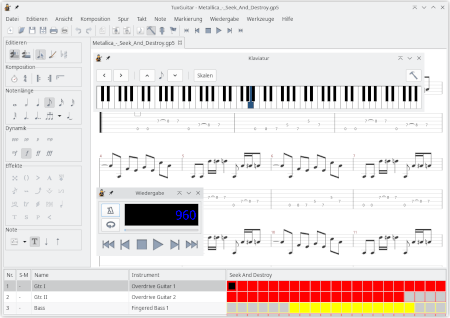 TuxGuitar - Metallica_-_Seek_And_Destroy.gp5
Datei Editieren Ansicht Komposition Spur Takt Note Markierung Wiedergabe Werkzeuge Hilfe
Editieren
Metallica_-_Seek_And_Destroy.gp5
Klaviatur
Skalen
Komposition
Notenlänge
Dynamik
Effekte
Wiedergabe
960
Note
Nr. S-M Name Instrument Seek And Destroy
1 - Gtr I Overdrive Guitar 1
2 - Gtr II Overdrive Guitar 2
3 - Bass Fingered Bass 1